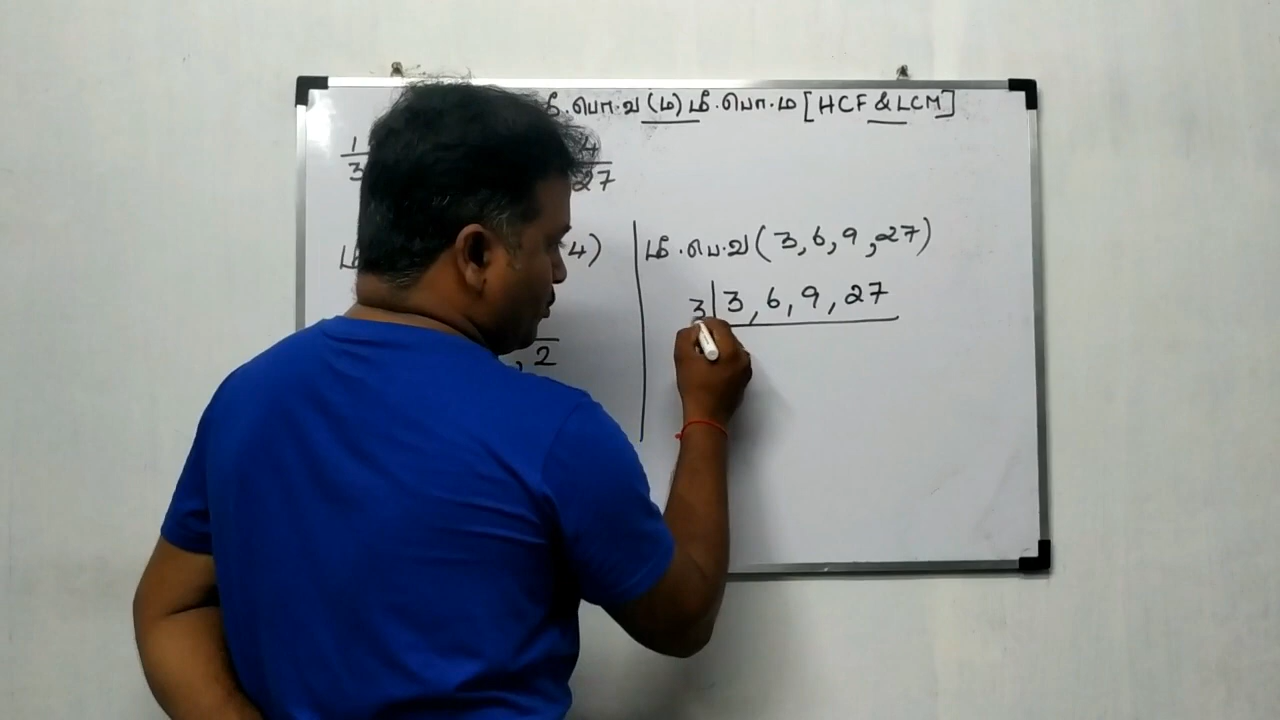 மீ.பொ.வ (ம) மீ.பொ.ம [HCF & LCM]
1/3 4/27
4)
, 2
மீ.பெ.வ (3, 6, 9, 27)
3 | 3, 6, 9, 27